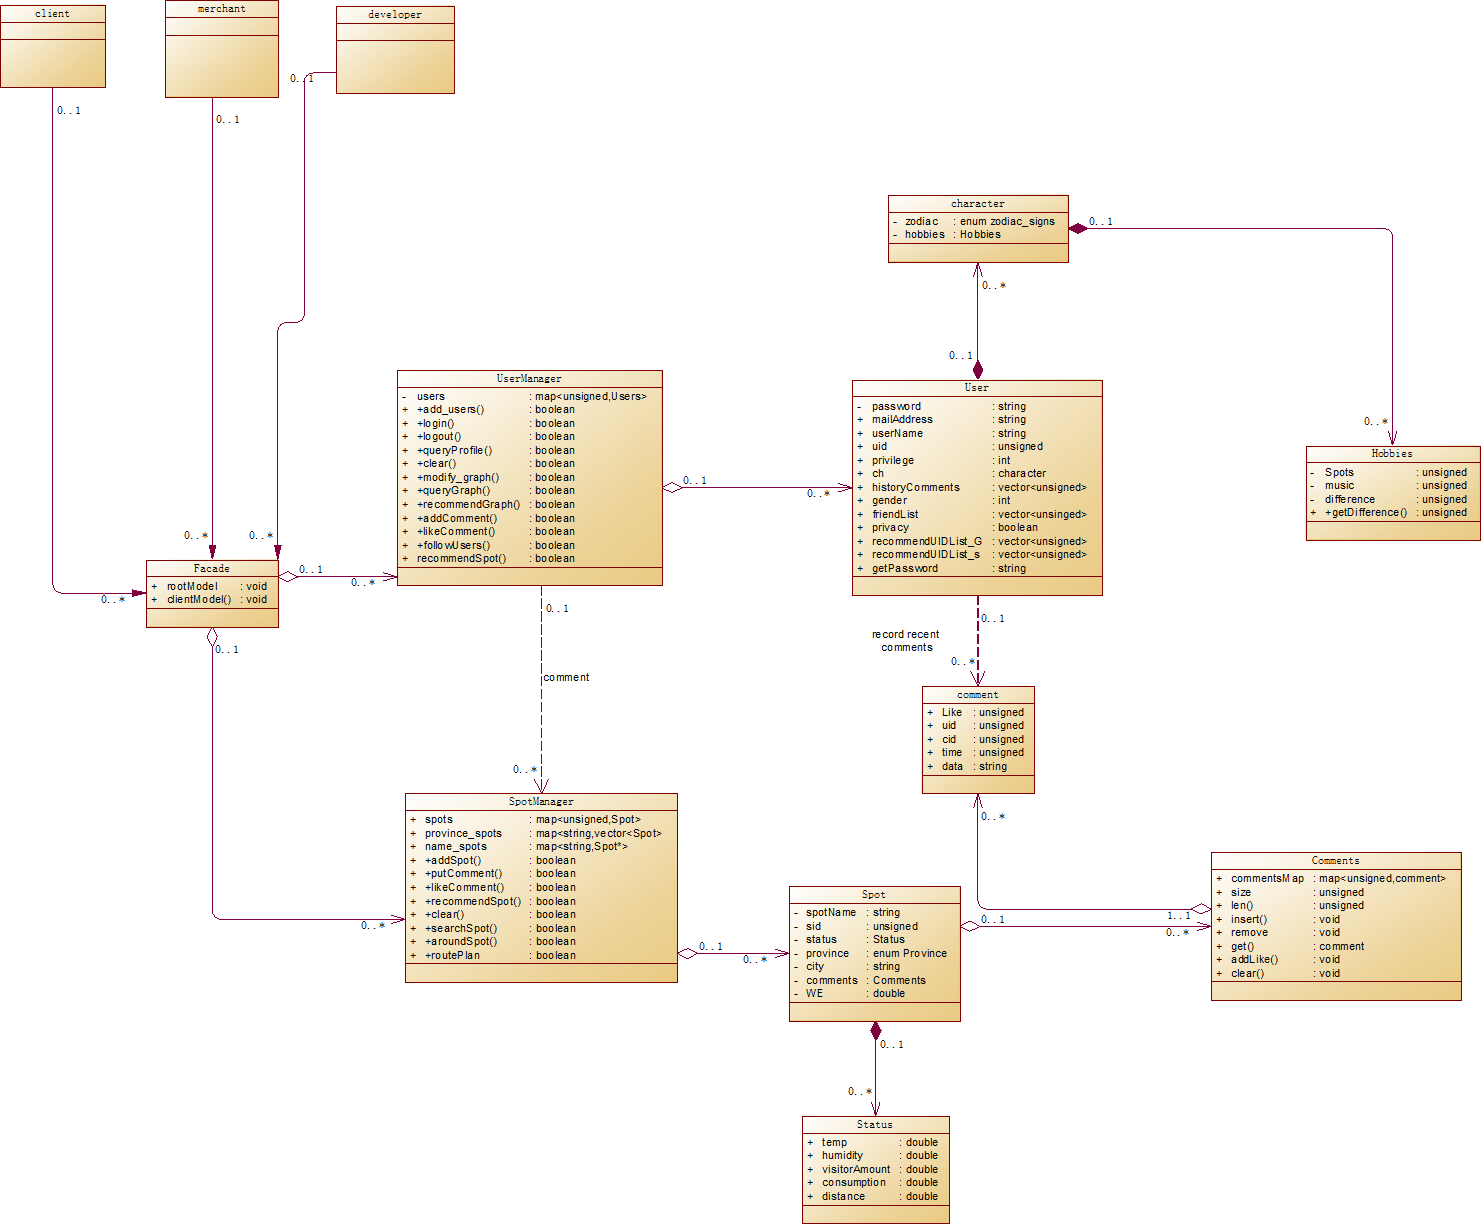 client
merchant
developer
0..1
0..1
0..1
character
- zodiac : enum zodiac_signs
- hobbies : Hobbies
0..1
0..*
0..1
0..*
UserManager
- users : map<unsigned,Users>
+ +add_users() : boolean
+ +login() : boolean
+ +logout() : boolean
+ +queryProfile() : boolean
+ +clear() : boolean
+ +modify_graph() : boolean
+ +queryGraph() : boolean
+ +recommendGraph() : boolean
+ +addComment() : boolean
+ +likeComment() : boolean
+ +followUsers() : boolean
+ recommendSpot() : boolean
0..1
0..*
User
- password : string
+ mailAddress : string
+ userName : string
+ uid : unsigned
+ privilege : int
+ ch : character
+ historyComments : vector<unsigned>
+ gender : int
+ friendList : vector<unsinged>
+ privacy : boolean
+ recommendUIDList_G : vector<unsigned>
+ recommendUIDList_s : vector<unsigned>
+ getPassword : string
Hobbies
- Spots : unsigned
- music : unsigned
- difference : unsigned
+ +getDifference() : unsigned
0..*
0..*
0..*
Facade
+ rootModel : void
+ clientModel() : void
0..1
0..*
0..1
0..1
comment
0..*
0..1
record recent
comments
0..*
comment
+ Like : unsigned
+ uid : unsigned
+ cid : unsigned
+ time : unsigned
+ data : string
0..*
SpotManager
+ spots : map<unsigned,Spot>
+ province_spots : map<string,vector<Spot>
+ name_spots : map<string,Spot*>
+ +addSpot() : boolean
+ +putComment() : boolean
+ +likeComment() : boolean
+ +recommendSpot() : boolean
+ +clear() : boolean
+ +searchSpot() : boolean
+ +aroundSpot() : boolean
+ +routePlan : boolean
0..*
0..1
0..*
Spot
- spotName : string
- sid : unsigned
- status : Status
- province : enum Province
- city : string
- comments : Comments
- WE : double
0..1
1..1
0..*
Comments
+ commentsMap : map<unsigned,comment>
+ size : unsigned
+ len() : unsigned
+ insert() : void
+ remove : void
+ get() : comment
+ addLike() : void
+ clear() : void
0..1
0..*
Status
+ temp : double
+ humidity : double
+ visitorAmount : double
+ consumption : double
+ distance : double